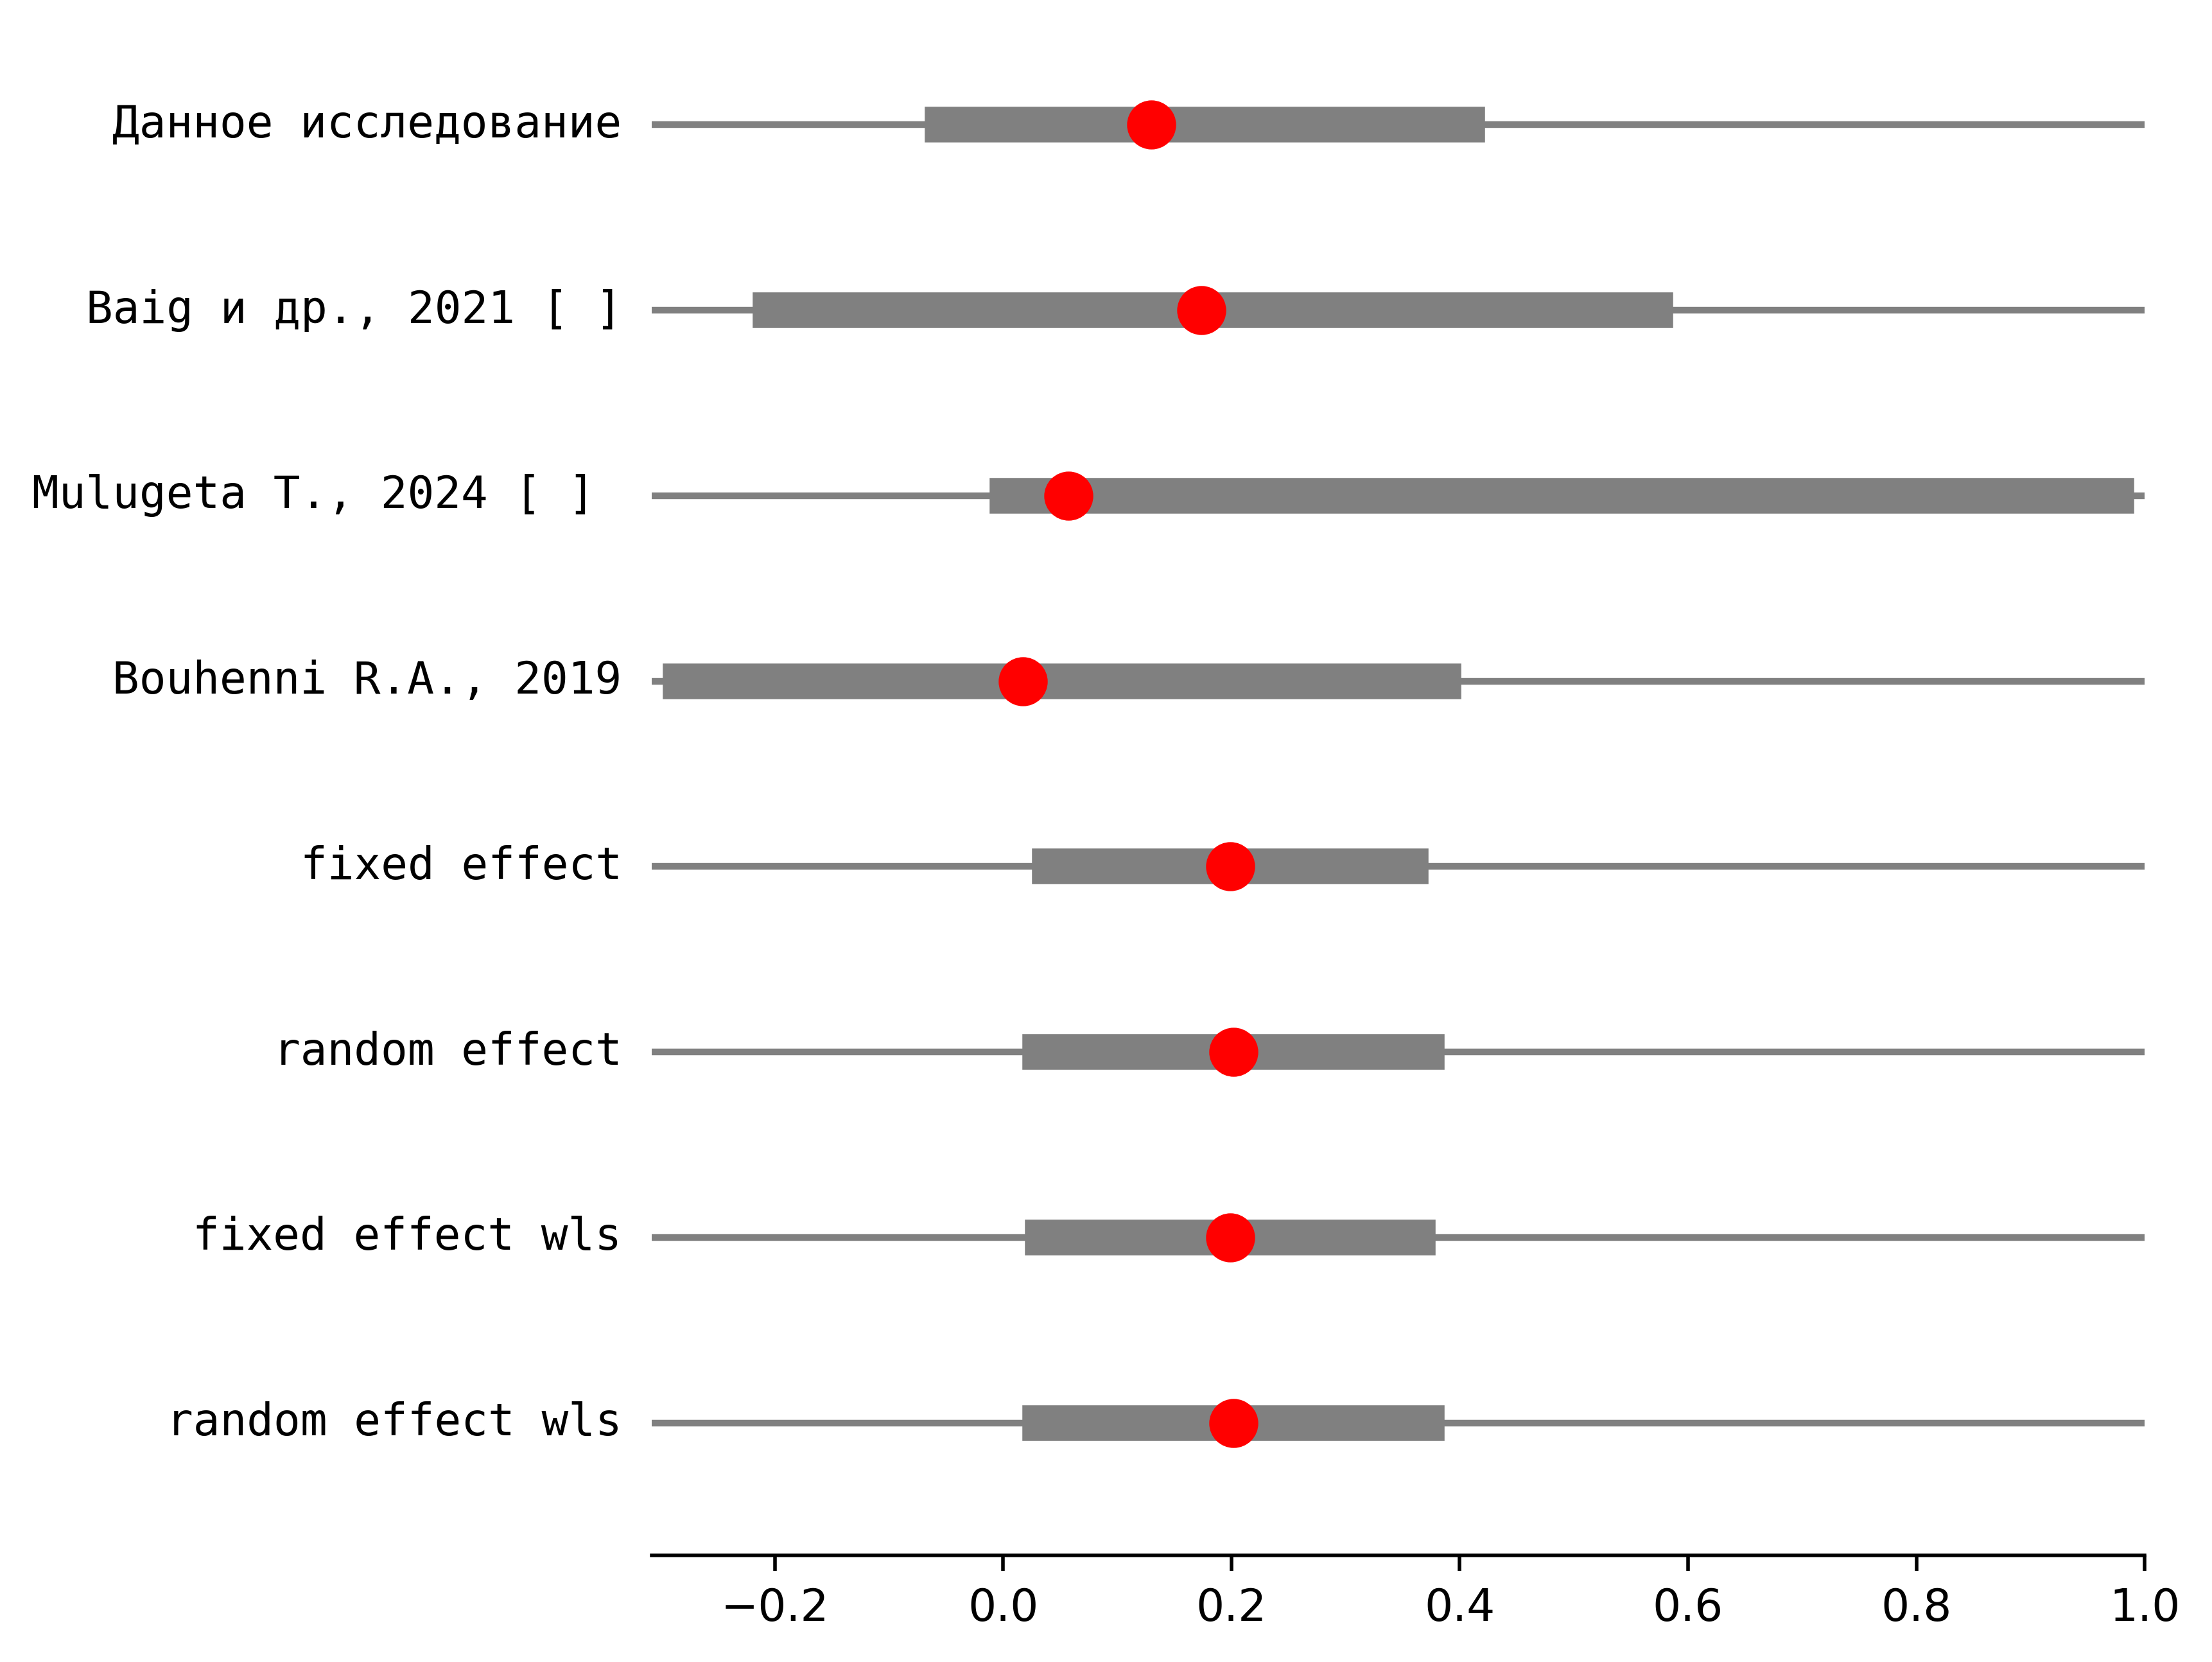 Данное исследование
Baig и др., 2021 [ ]
Mulugeta T., 2024 [ ]
Bouhenni R.A., 2019
fixed effect
random effect
fixed effect wls
random effect wls
−0.2 0.0 0.2 0.4 0.6 0.8 1.0